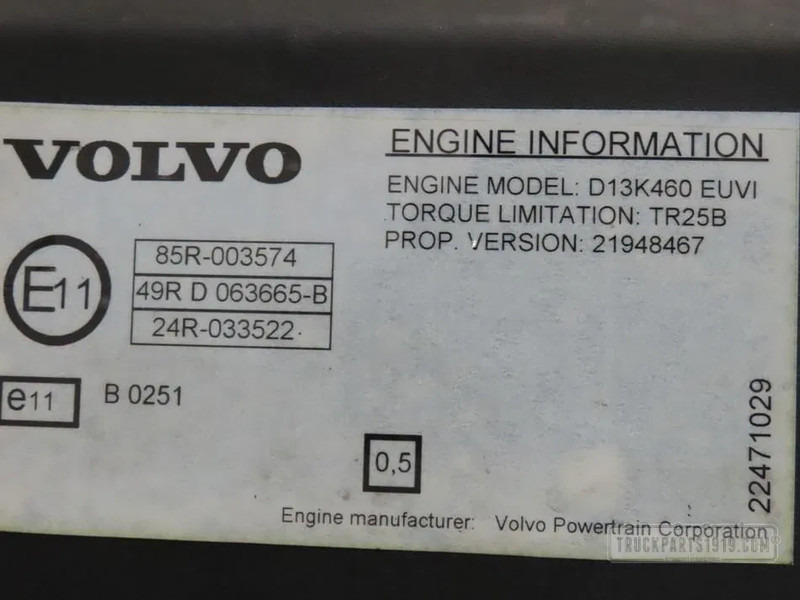 VOLVO
ENGINE INFORMATION
ENGINE MODEL: D13K460 EUVI
TORQUE LIMITATION: TR25B
PROP. VERSION: 21948467
E11
85R-003574
49R D 063665-B
24R-033522
e11
B 0251
0,5
22471029
Engine manufacturer: Volvo Powertrain Corporation
TRUCKPARTS1919.COM